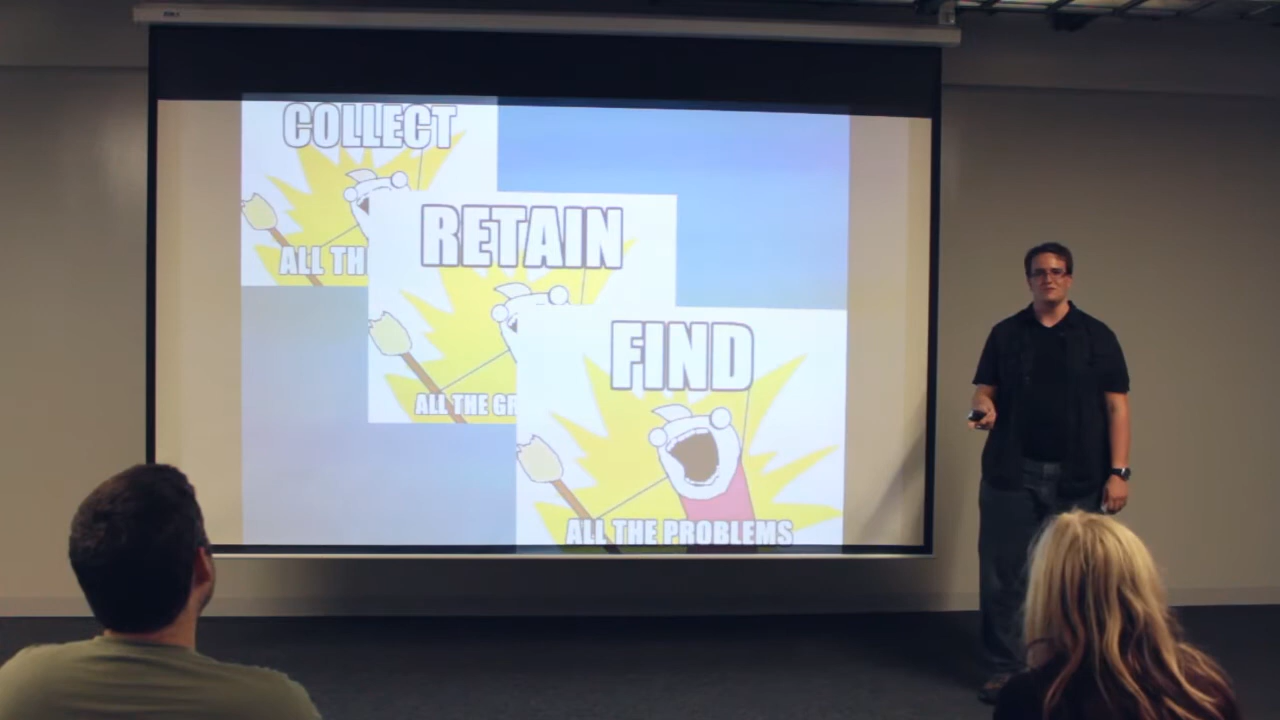 COLLECT
ALL TH
RETAIN
ALL THE GR
FIND
ALL THE PROBLEMS